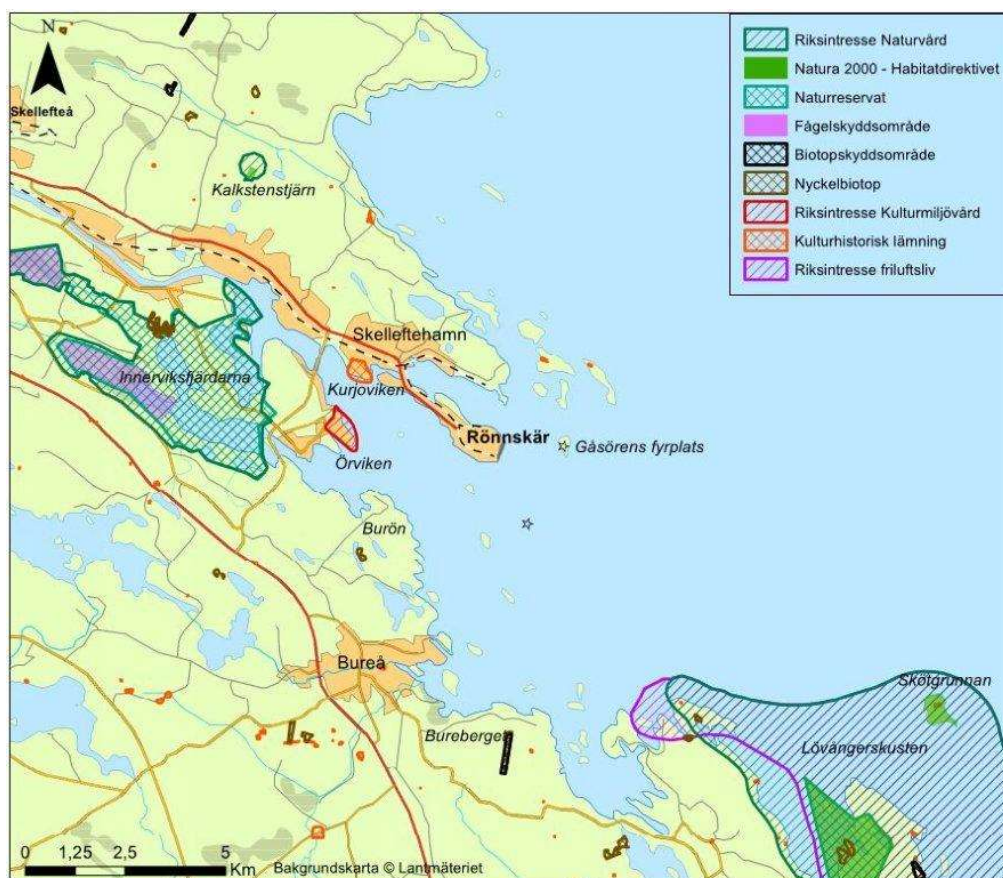 N
Skellefteå
Riksintresse Naturvård
Natura 2000 - Habitatdirektivet
Naturreservat
Fågelskyddsområde
Biotopskyddsområde
Nyckelbiotop
Riksintresse Kulturmiljövård
Kulturhistorisk lämning
Riksintresse friluftsliv
Kalkstenstjärn
Skelleftehamn
Innerviksfjärdarna
Kurjoviken
Rönnskär
Gåsörens fyrplats
Örviken
Burön
Bureå
Skötgrunnan
Bureberget
Lövångerskusten
0 1,25 2,5 5
Km
Bakgrundskarta © Lantmäteriet